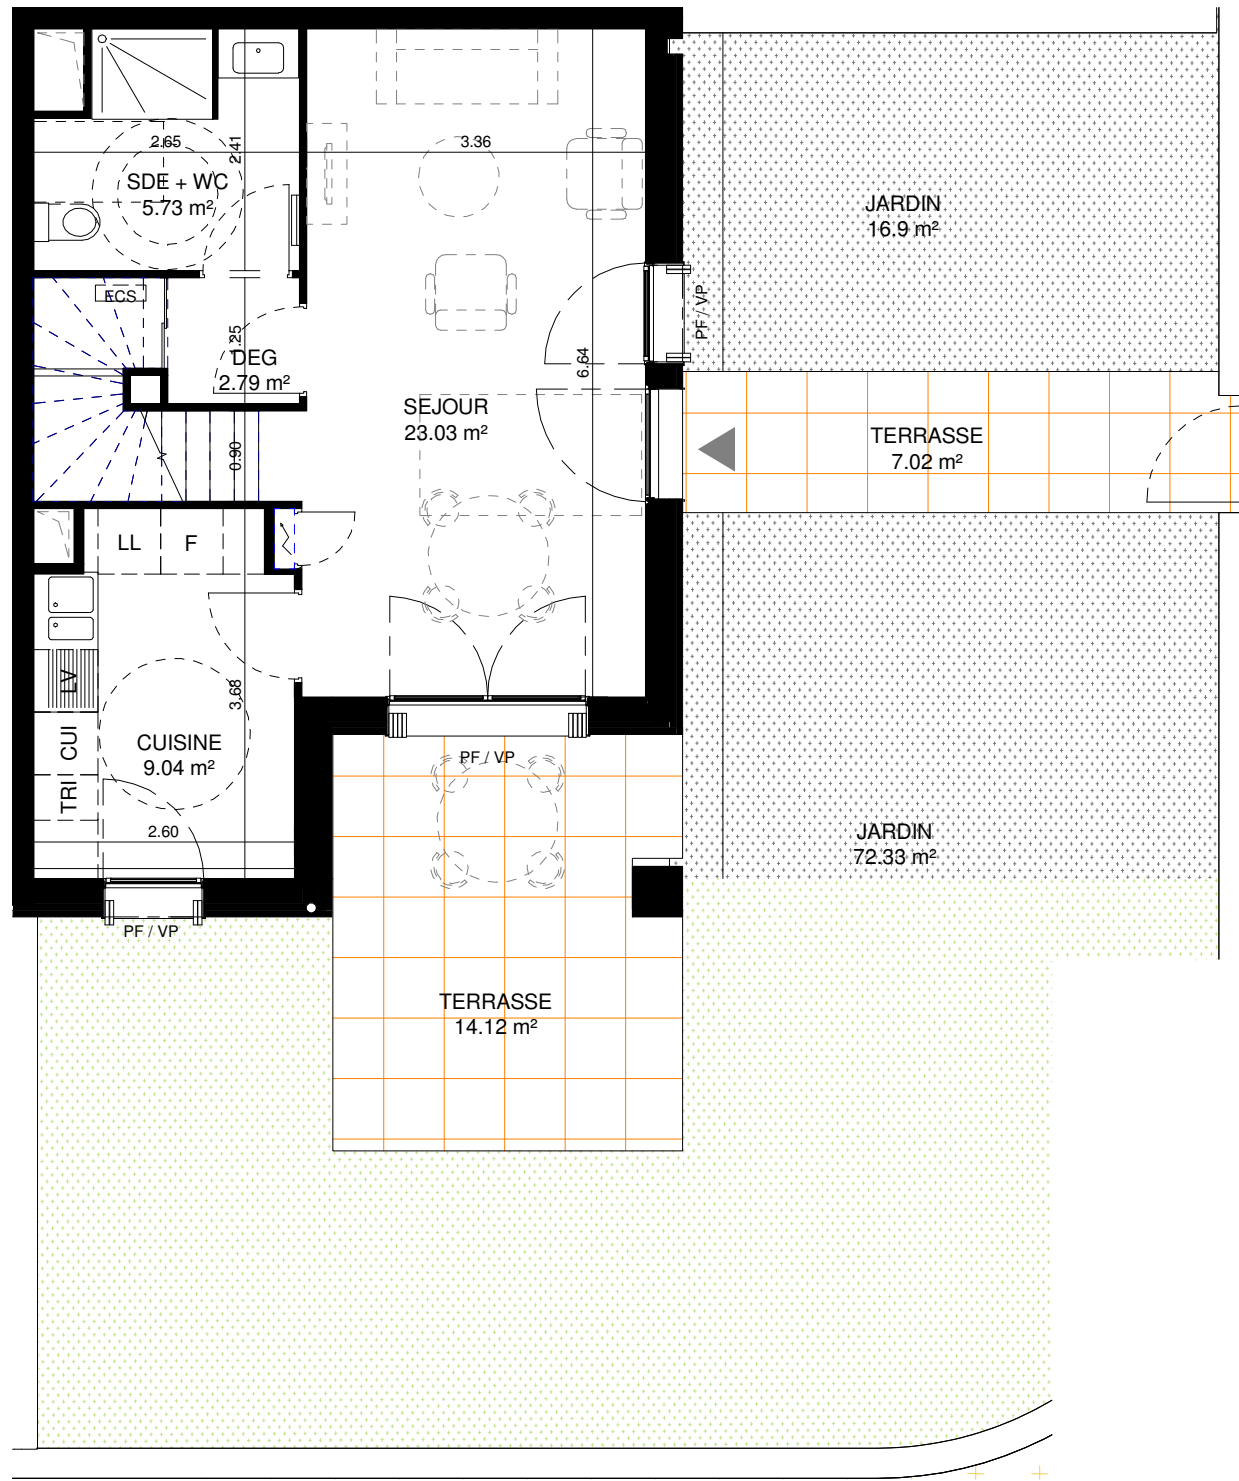 2.65
2.41
3.36
SDE + WC
5.73 m²
JARDIN
16.9 m²
ECS
PF / VP
1.25
DEG
2.79 m²
6.64
SEJOUR
23.03 m²
TERRASSE
7.02 m²
0.90
LL
F
LV
3.68
CUI
CUISINE
9.04 m²
PF / VP
TRI
2.60
JARDIN
72.33 m²
PF / VP
TERRASSE
14.12 m²